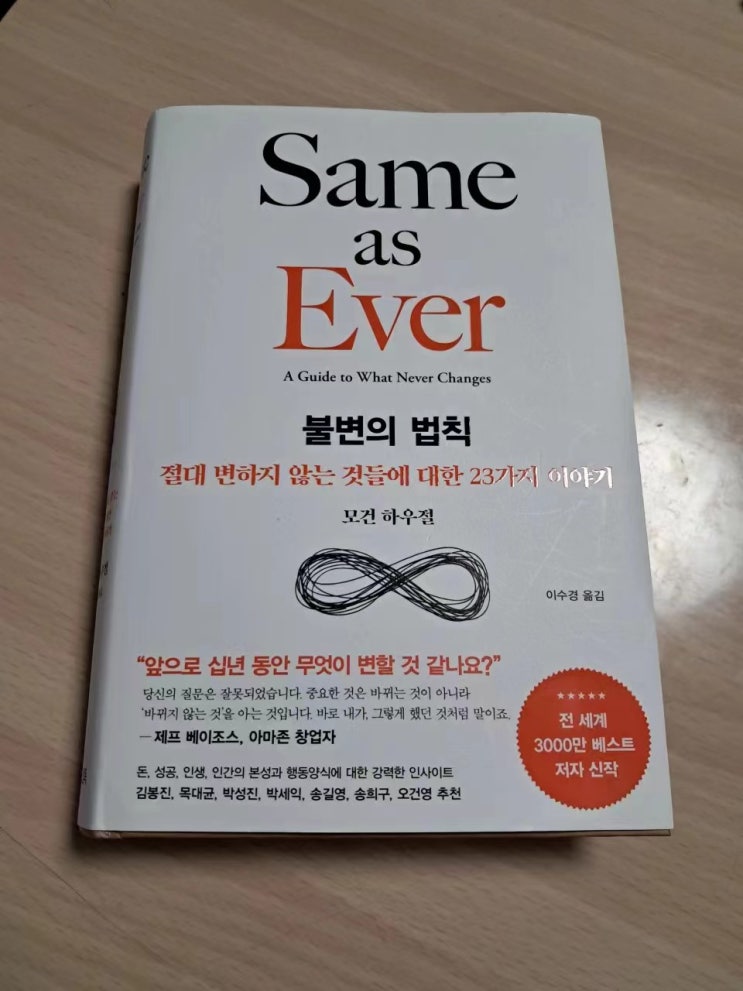 Same
as
Ever
A Guide to What Never Changes
불변의 법칙
절대 변하지 않는 것들에 대한 23가지 이야기
모건 하우절
이수경 옮김
“앞으로 십년 동안 무엇이 변할 것 같나요?”
당신의 질문은 잘못되었습니다. 중요한 것은 바뀌는 것이 아니라
‘바뀌지 않는 것’을 아는 것입니다. 바로 내가, 그렇게 했던 것처럼 말이죠.
— 제프 베이조스, 아마존 창업자
돈, 성공, 인생, 인간의 본성과 행동양식에 대한 강력한 인사이트
김봉진, 목대균, 박성진, 박세익, 송길영, 송희구, 오건영 추천
★★★★★
전 세계
3000만 베스트
저자 신작